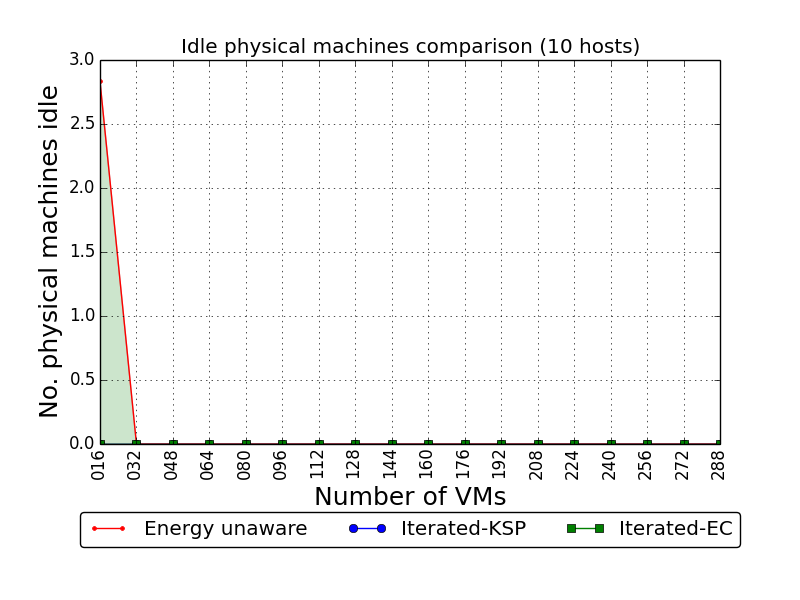 Idle physical machines comparison (10 hosts)
No. physical machines idle
3.0
2.5
2.0
1.5
1.0
0.5
0.0
016 032 048 064 080 096 112 128 144 160 176 192 208 224 240 256 272 288
Number of VMs
Energy unaware Iterated-KSP Iterated-EC